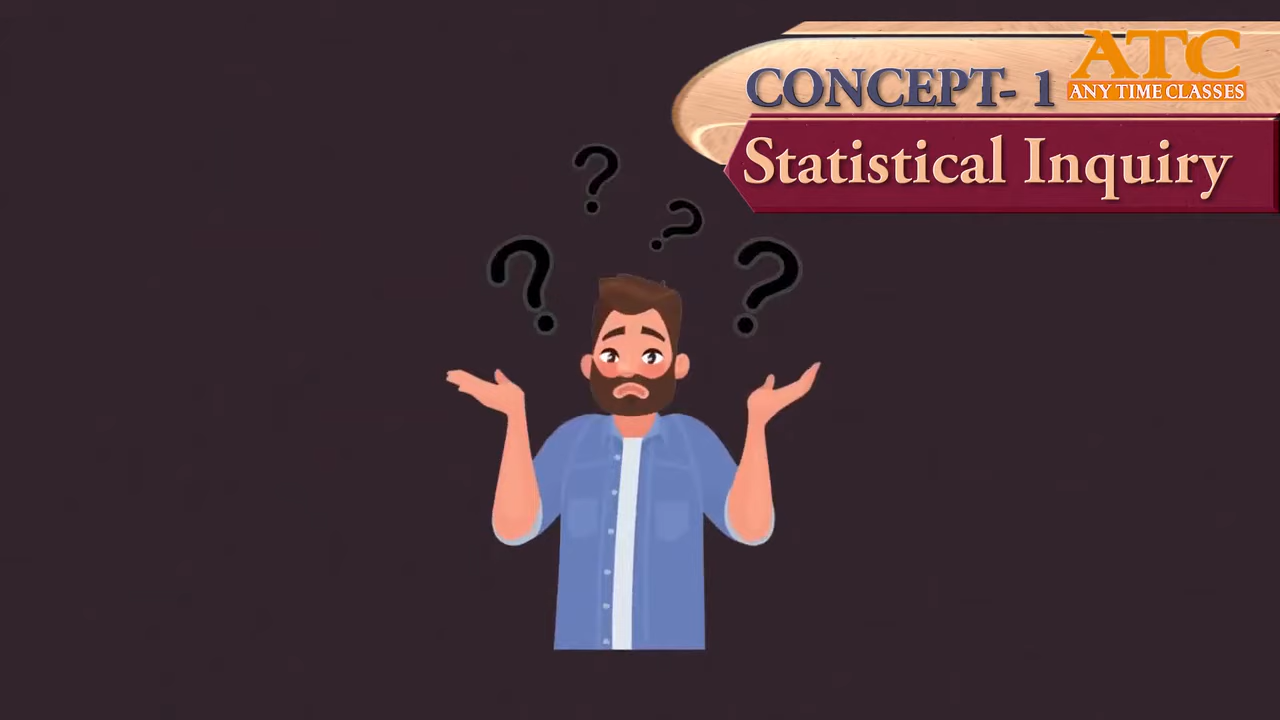 CONCEPT- 1
ATC
ANY TIME CLASSES
Statistical Inquiry
? ? ? ?